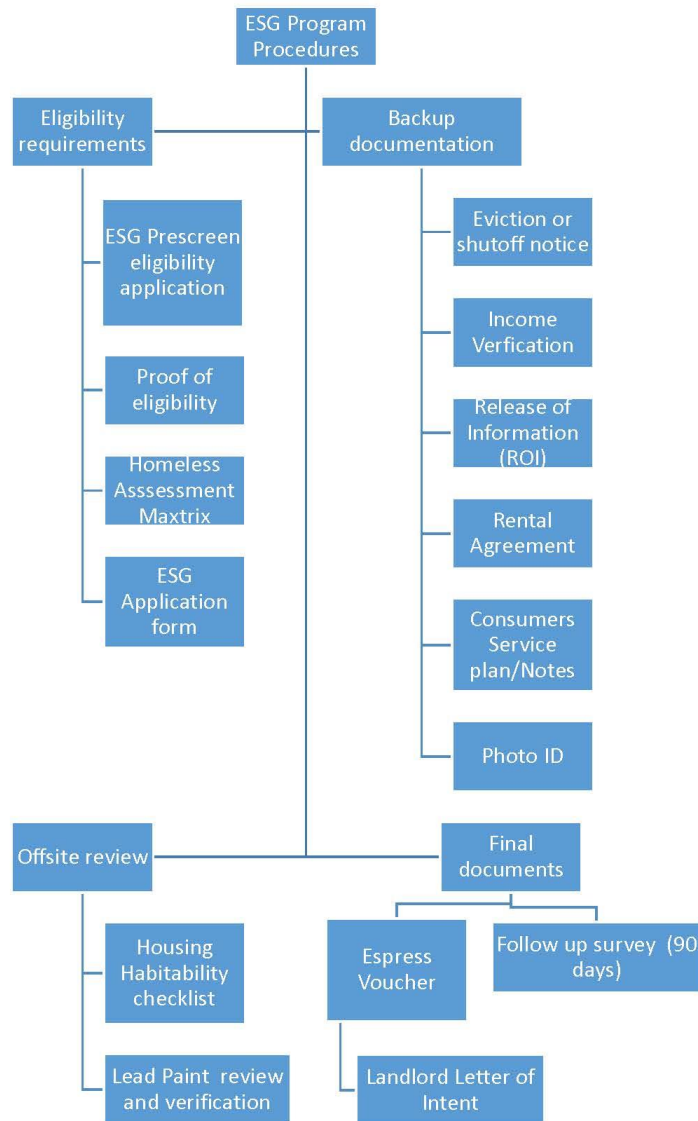 ESG Program
Procedures
Eligibility
requirements
Backup
documentation
ESG Prescreen
eligibility
application
Proof of
eligibility
Homeless
Asssessment
Maxtrix
ESG
Application
form
Eviction or
shutoff notice
Income
Verfication
Release of
Information
(ROI)
Rental
Agreement
Consumers
Service
plan/Notes
Photo ID
Offsite review
Final
documents
Housing
Habitability
checklist
Lead Paint review
and verification
Espress
Voucher
Follow up survey (90
days)
Landlord Letter of
Intent